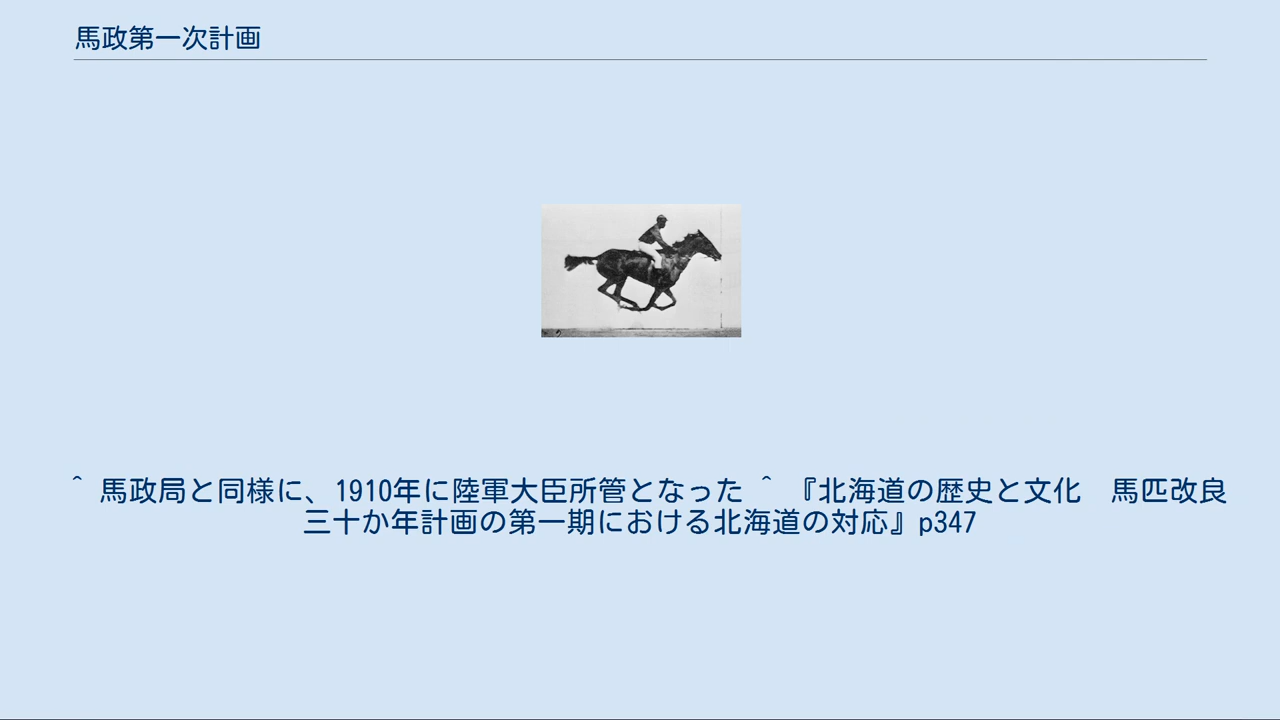 馬政第一次計画
^ 馬政局と同様に、1910年に陸軍大臣所管となった ^ 『北海道の歴史と文化　馬匹改良
三十か年計画の第一期における北海道の対応』p347